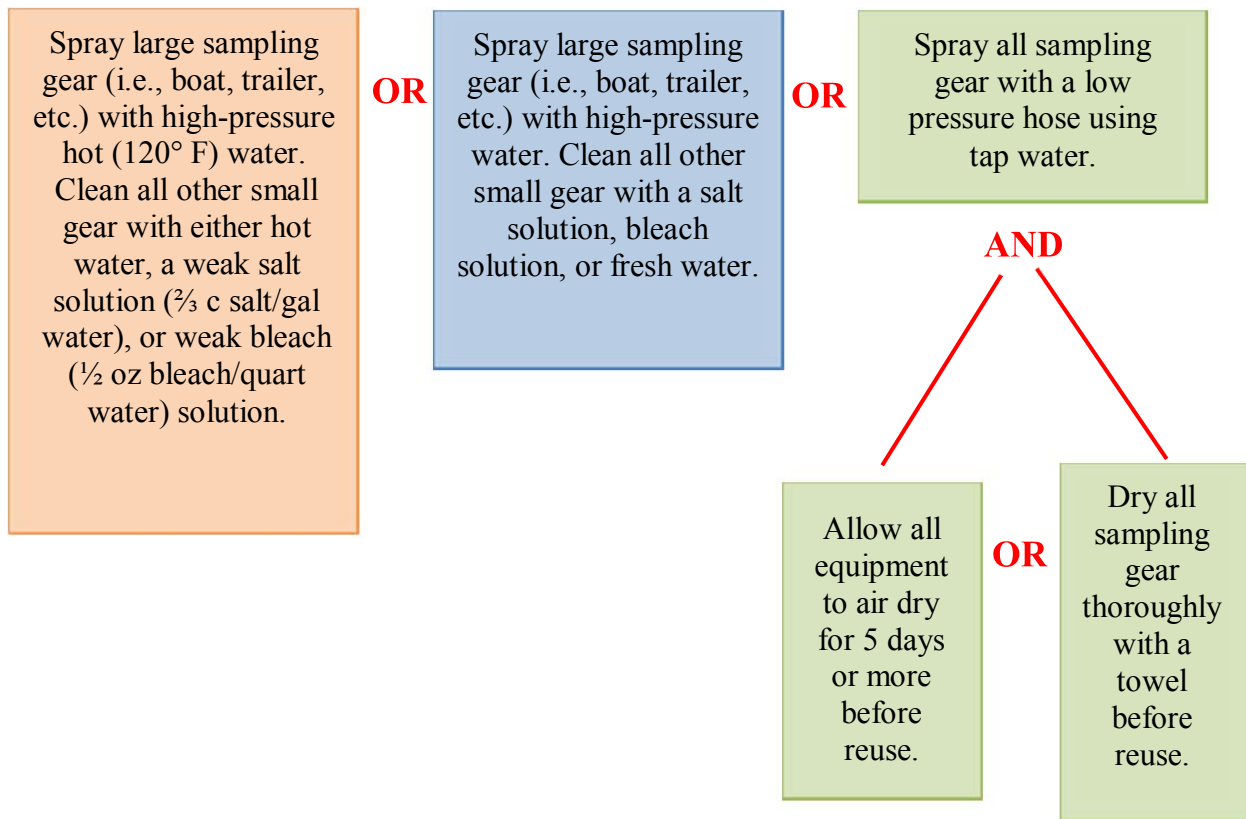 Spray large sampling
gear (i.e., boat, trailer,
etc.) with high-pressure
hot (120° F) water.
Clean all other small
gear with either hot
water, a weak salt
solution (⅔ c salt/gal
water), or weak bleach
(½ oz bleach/quart
water) solution.
OR
Spray large sampling
gear (i.e., boat, trailer,
etc.) with high-pressure
water. Clean all other
small gear with a salt
solution, bleach
solution, or fresh water.
OR
Spray all sampling
gear with a low
pressure hose using
tap water.
AND
Allow all
equipment
to air dry
for 5 days
or more
before
reuse.
OR
Dry all
sampling
gear
thoroughly
with a
towel
before
reuse.